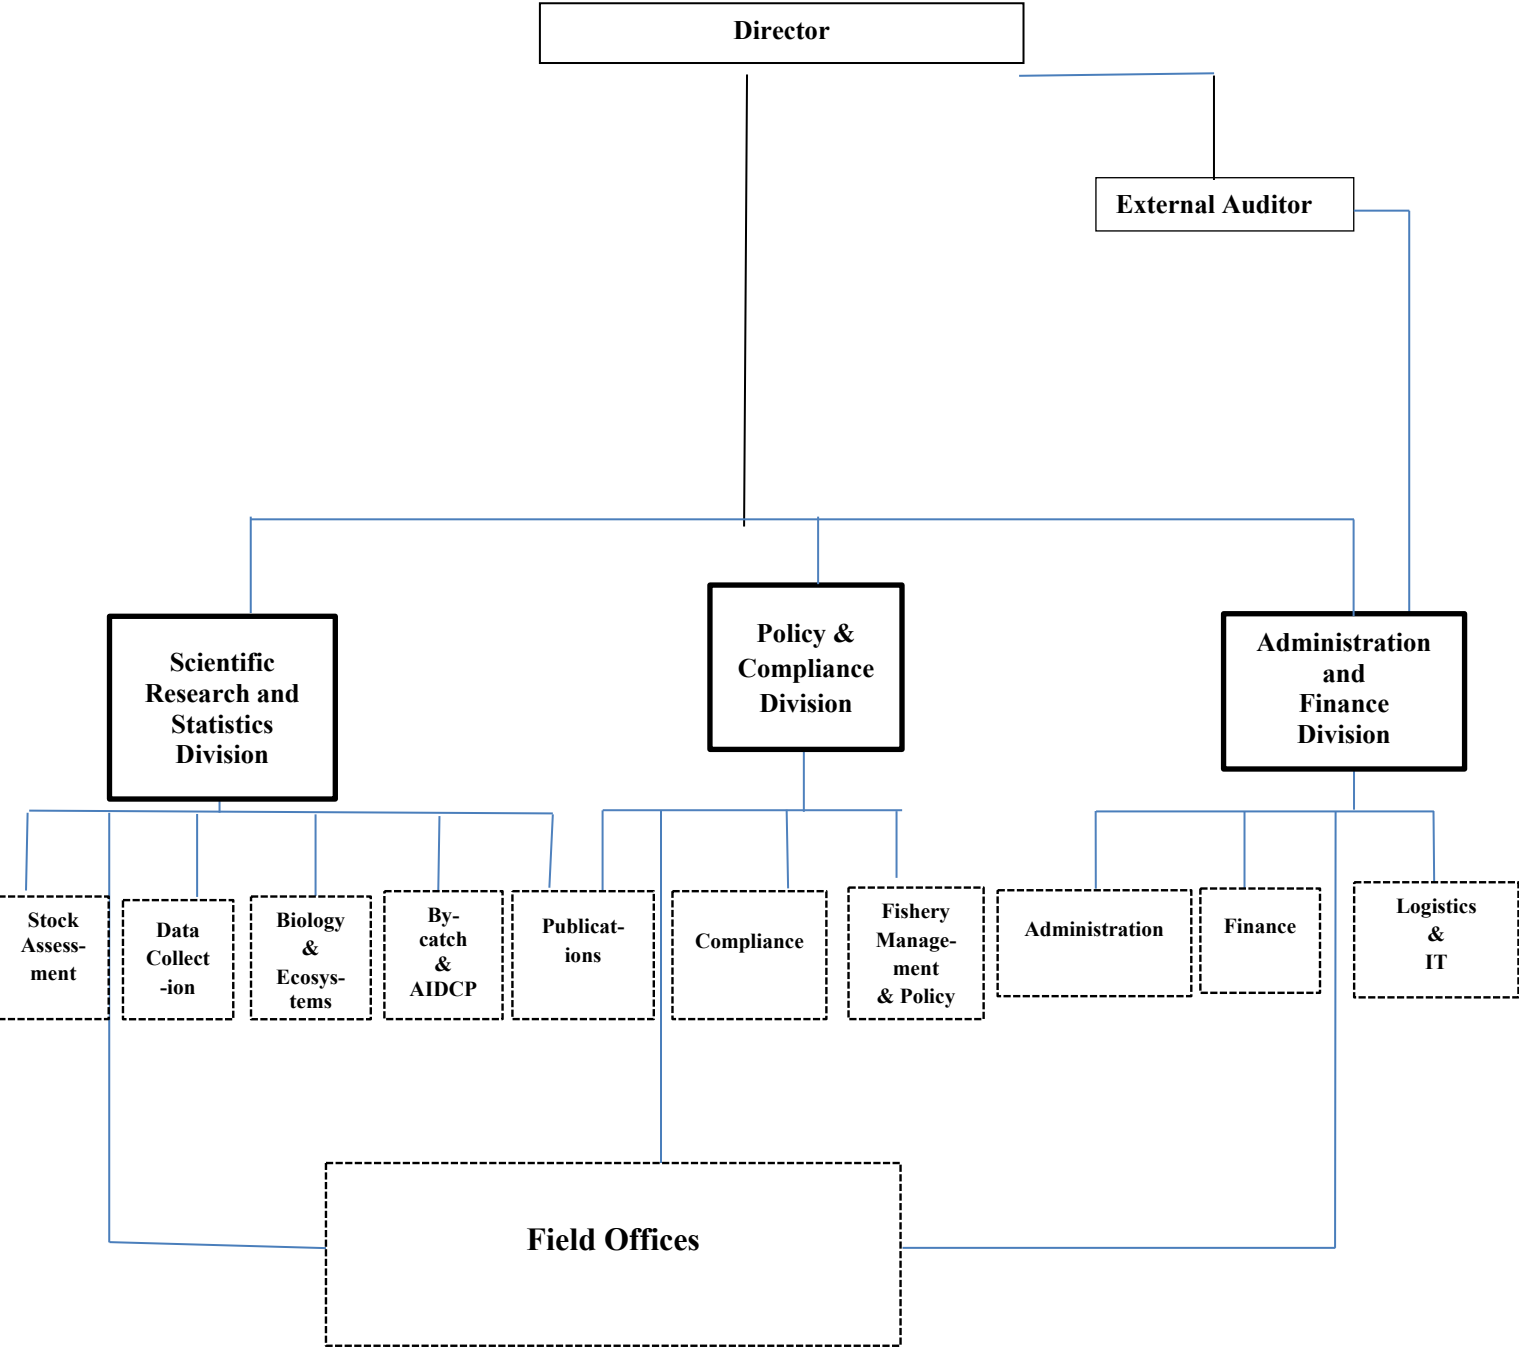 Director
External Auditor
Scientific
Research and
Statistics
Division
Policy &
Compliance
Division
Administration
and
Finance
Division
Stock
Assess-
ment
Data
Collect
-ion
Biology
&
Ecosys-
tems
By-
catch
&
AIDCP
Publicat-
ions
Compliance
Fishery
Manage-
ment
& Policy
Administration
Finance
Logistics
&
IT
Field Offices